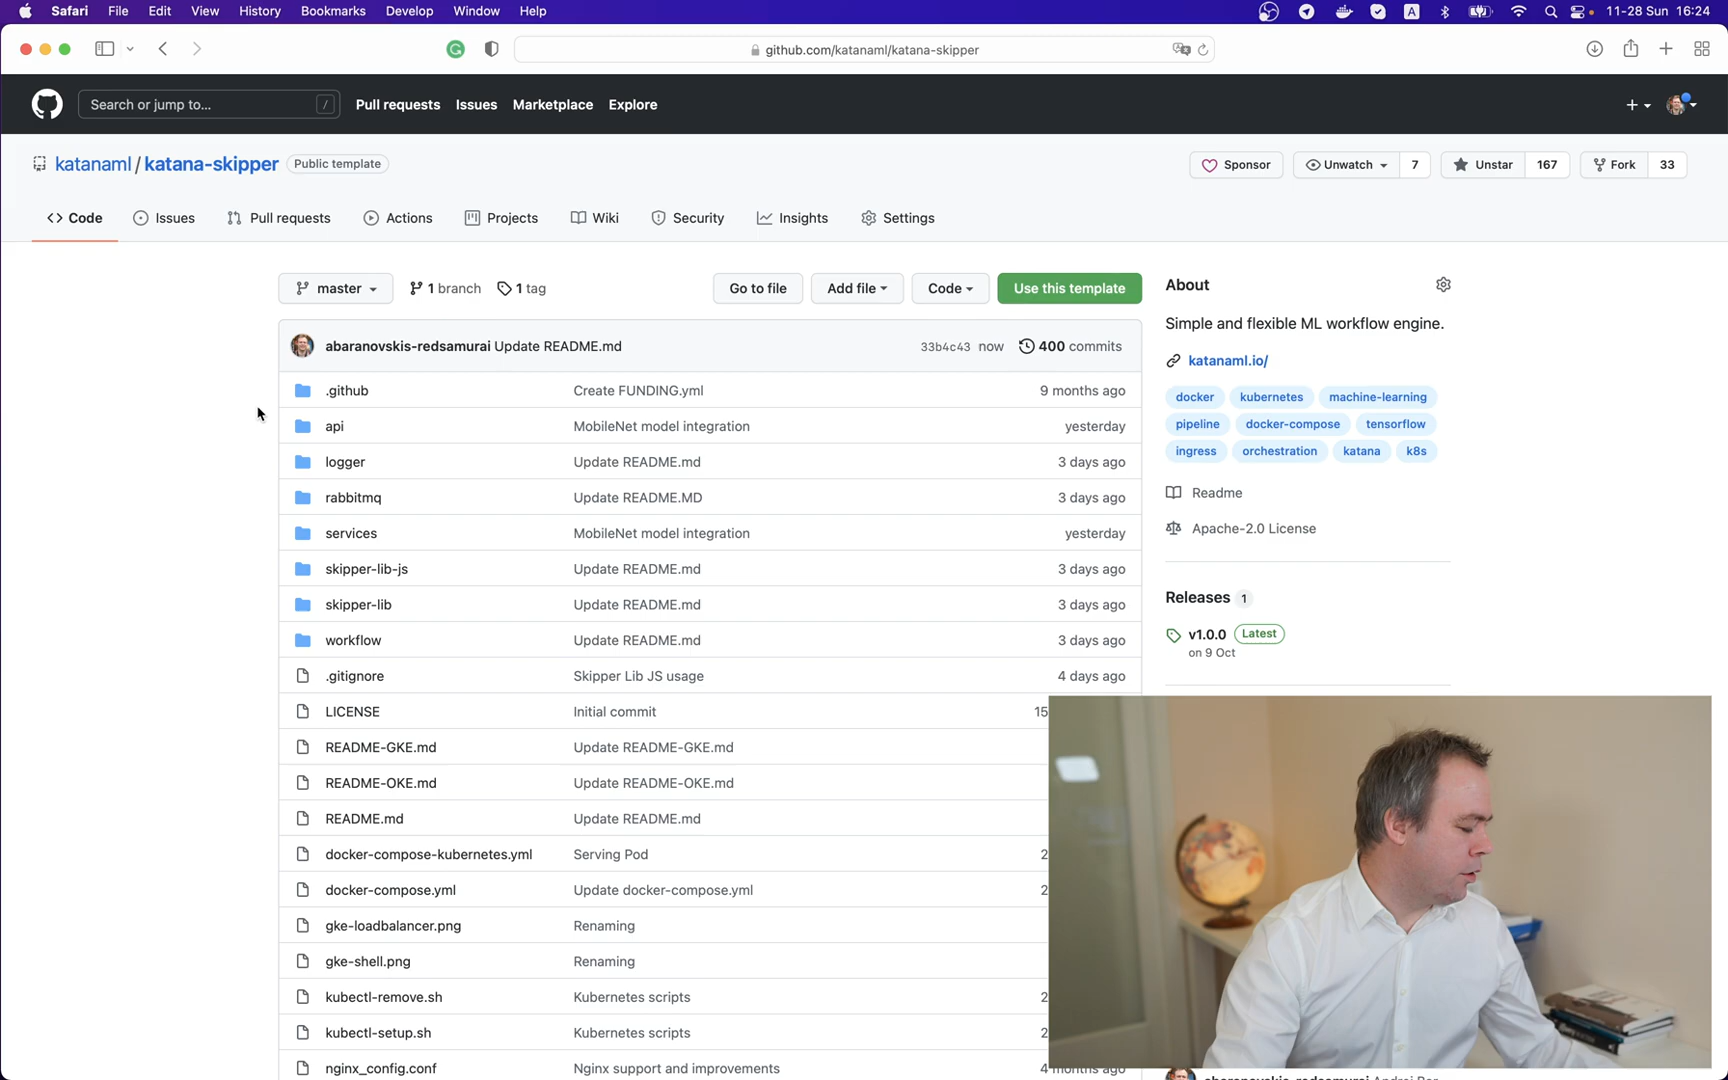 Safari File Edit View History Bookmarks Develop Window Help A 11-28 Sun 16:24
github.com/katanaml/katana-skipper
Search or jump to... / Pull requests Issues Marketplace Explore
katanaml / katana-skipper Public template Sponsor Unwatch 7 Unstar 167 Fork 33
Code Issues Pull requests Actions Projects Wiki Security Insights Settings
master 1 branch 1 tag Go to file Add file Code Use this template
abaranovskis-redsamurai Update README.md 33b4c43 now 400 commits
.github Create FUNDING.yml 9 months ago
api MobileNet model integration yesterday
logger Update README.md 3 days ago
rabbitmq Update README.MD 3 days ago
services MobileNet model integration yesterday
skipper-lib-js Update README.md 3 days ago
skipper-lib Update README.md 3 days ago
workflow Update README.md 3 days ago
.gitignore Skipper Lib JS usage 4 days ago
LICENSE Initial commit 15
README-GKE.md Update README-GKE.md
README-OKE.md Update README-OKE.md
README.md Update README.md
docker-compose-kubernetes.yml Serving Pod 2
docker-compose.yml Update docker-compose.yml 2
gke-loadbalancer.png Renaming
gke-shell.png Renaming
kubectl-remove.sh Kubernetes scripts 2
kubectl-setup.sh Kubernetes scripts 2
nginx_config.conf Nginx support and improvements 4 months ago
About
Simple and flexible ML workflow engine.
katanaml.io/
docker kubernetes machine-learning
pipeline docker-compose tensorflow
ingress orchestration katana k8s
Readme
Apache-2.0 License
Releases 1
v1.0.0 Latest
on 9 Oct